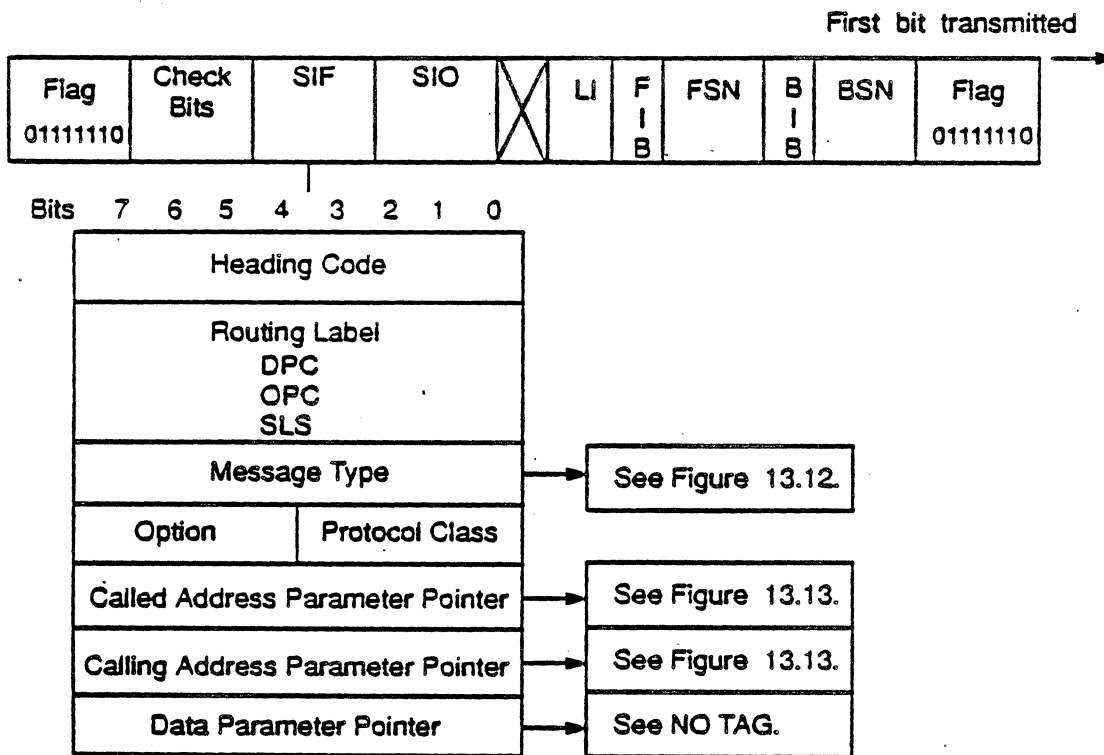 First bit transmitted
Flag
01111110
Check
Bits
SIF
SIO
LI
F
I
B
FSN
B
I
B
BSN
Flag
01111110
Bits 7 6 5 4 3 2 1 0
Heading Code
Routing Label
DPC
OPC
SLS
Message Type
See Figure 13.12.
Option
Protocol Class
Called Address Parameter Pointer
See Figure 13.13.
Calling Address Parameter Pointer
See Figure 13.13.
Data Parameter Pointer
See NO TAG.